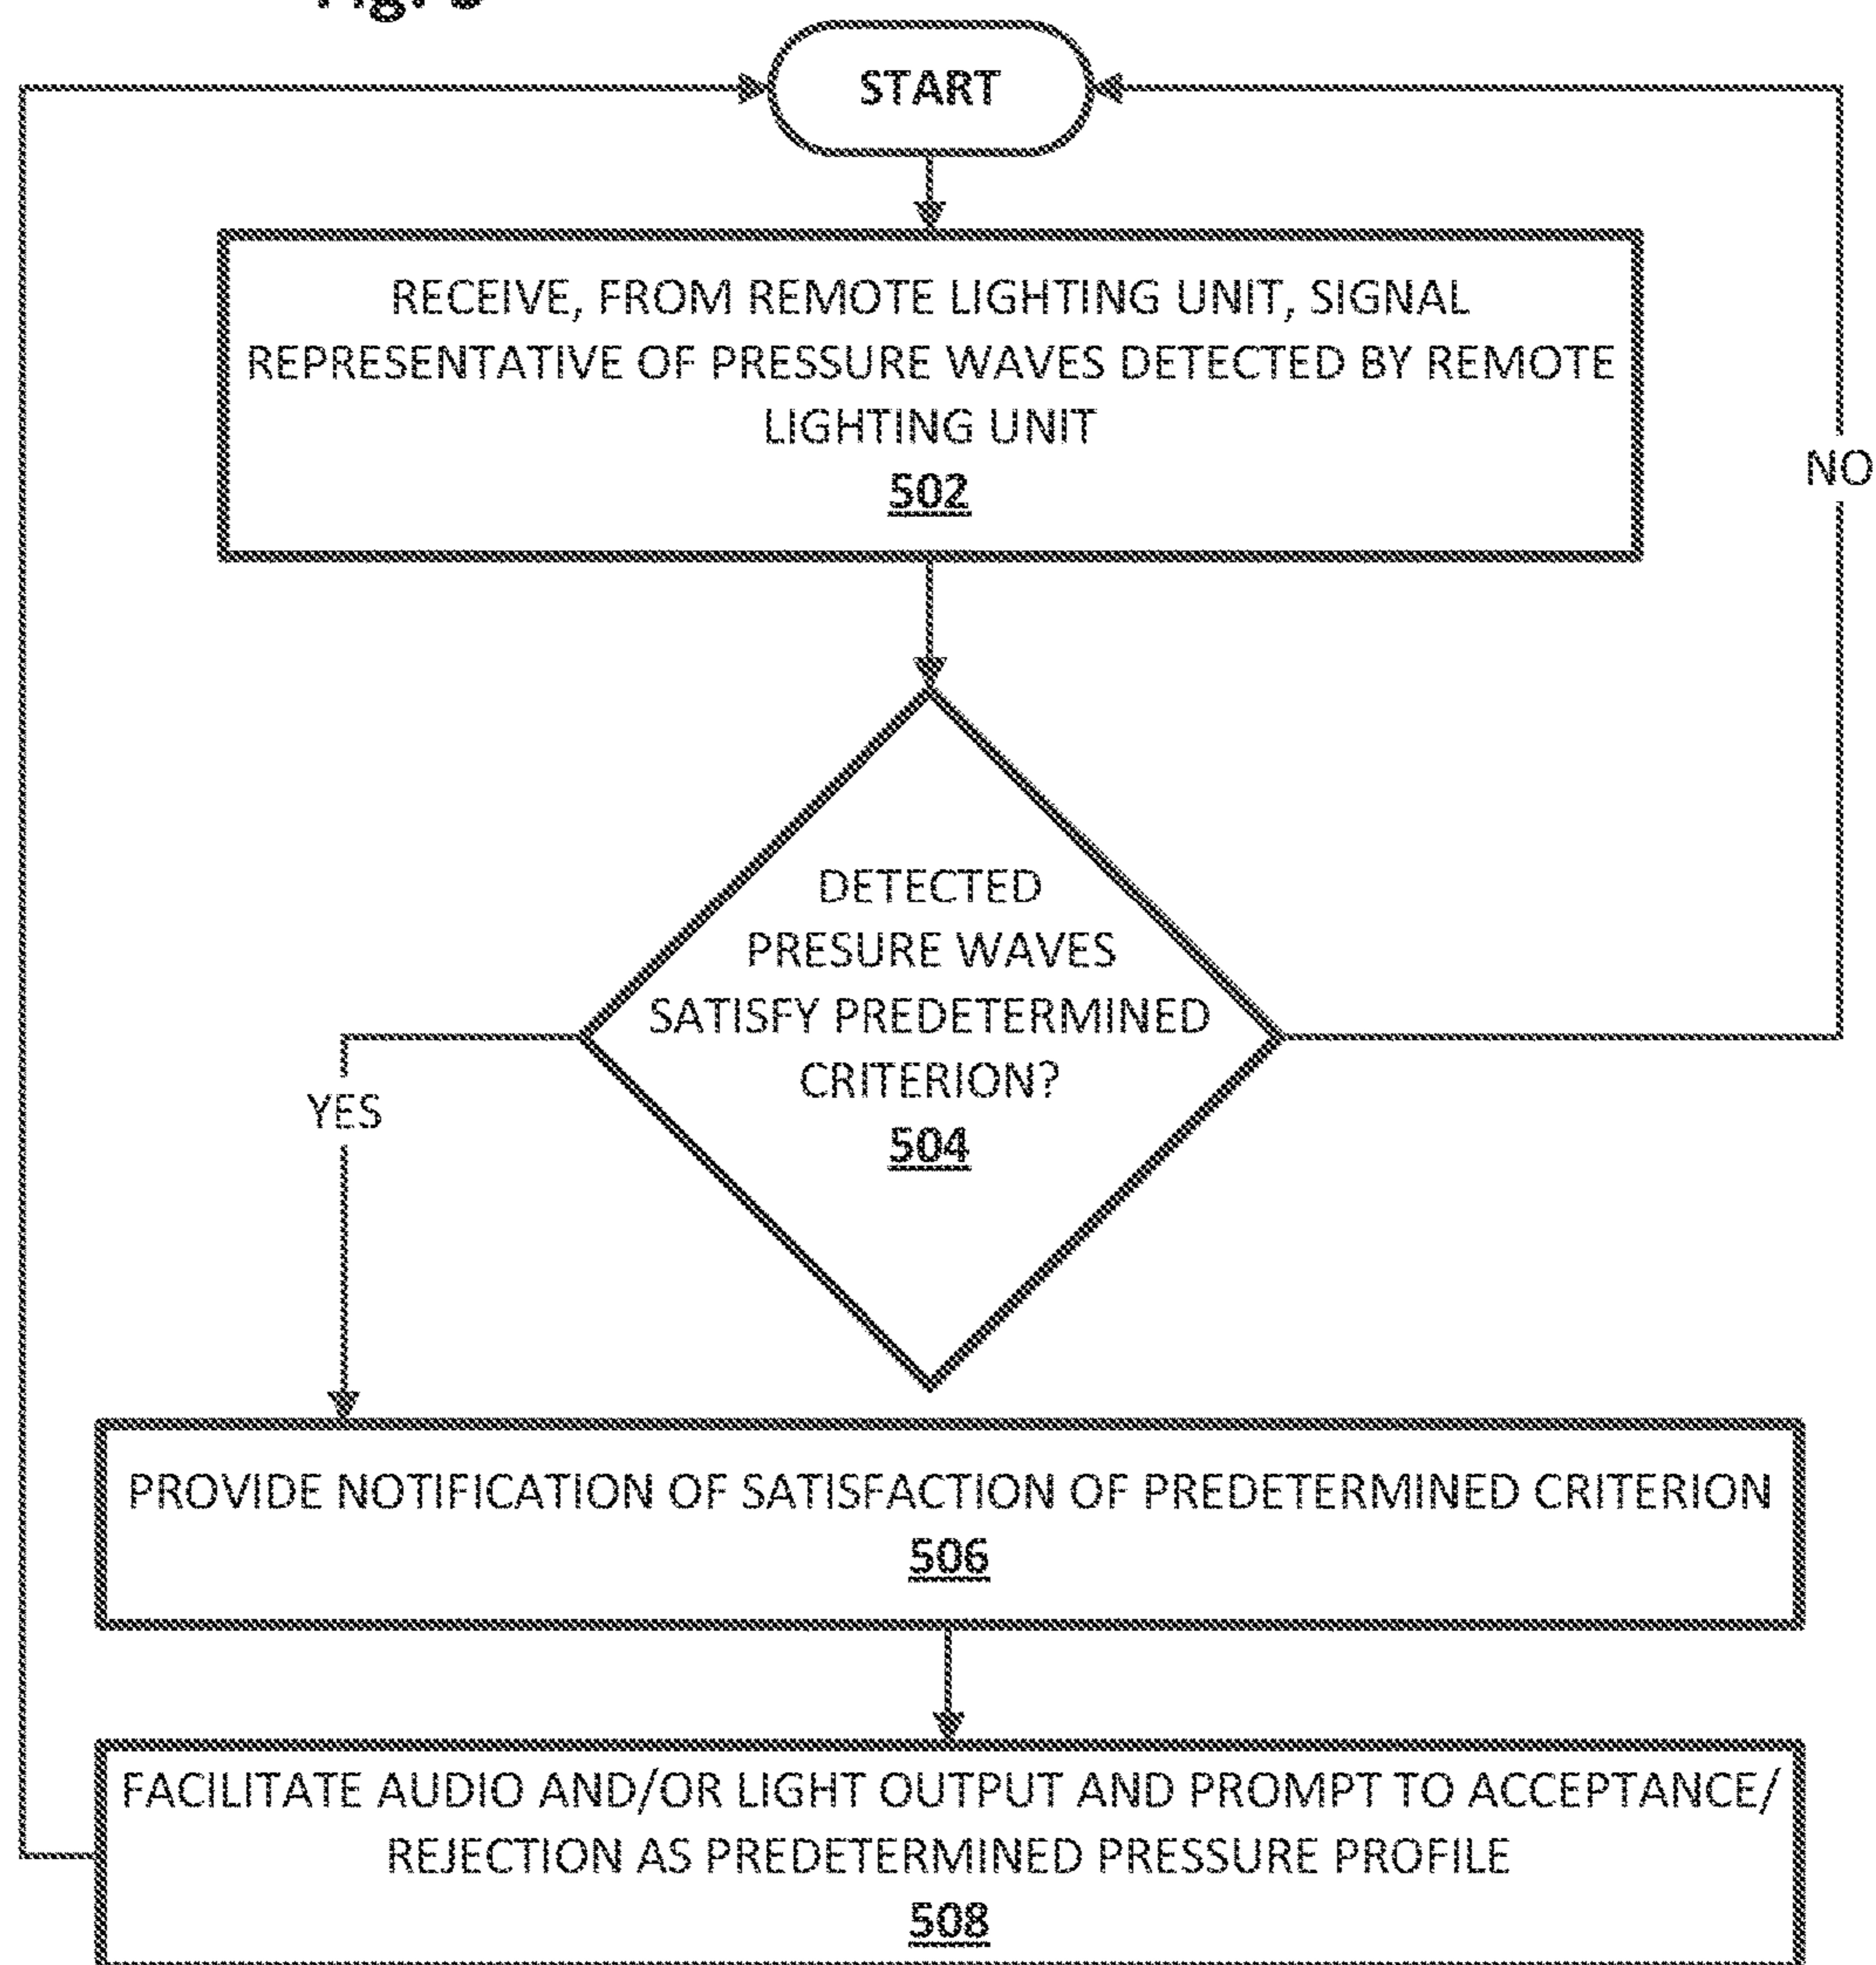 START
RECEIVE, FROM REMOTE LIGHTING UNIT, SIGNAL
REPRESENTATIVE OF PRESSURE WAVES DETECTED BY REMOTE
LIGHTING UNIT
502
NO
DETECTED
PRESURE WAVES
SATISFY PREDETERMINED
CRITERION?
504
YES
PROVIDE NOTIFICATION OF SATISFACTION OF PREDETERMINED CRITERION
506
FACILITATE AUDIO AND/OR LIGHT OUTPUT AND PROMPT TO ACCEPTANCE/
REJECTION AS PREDETERMINED PRESSURE PROFILE
508